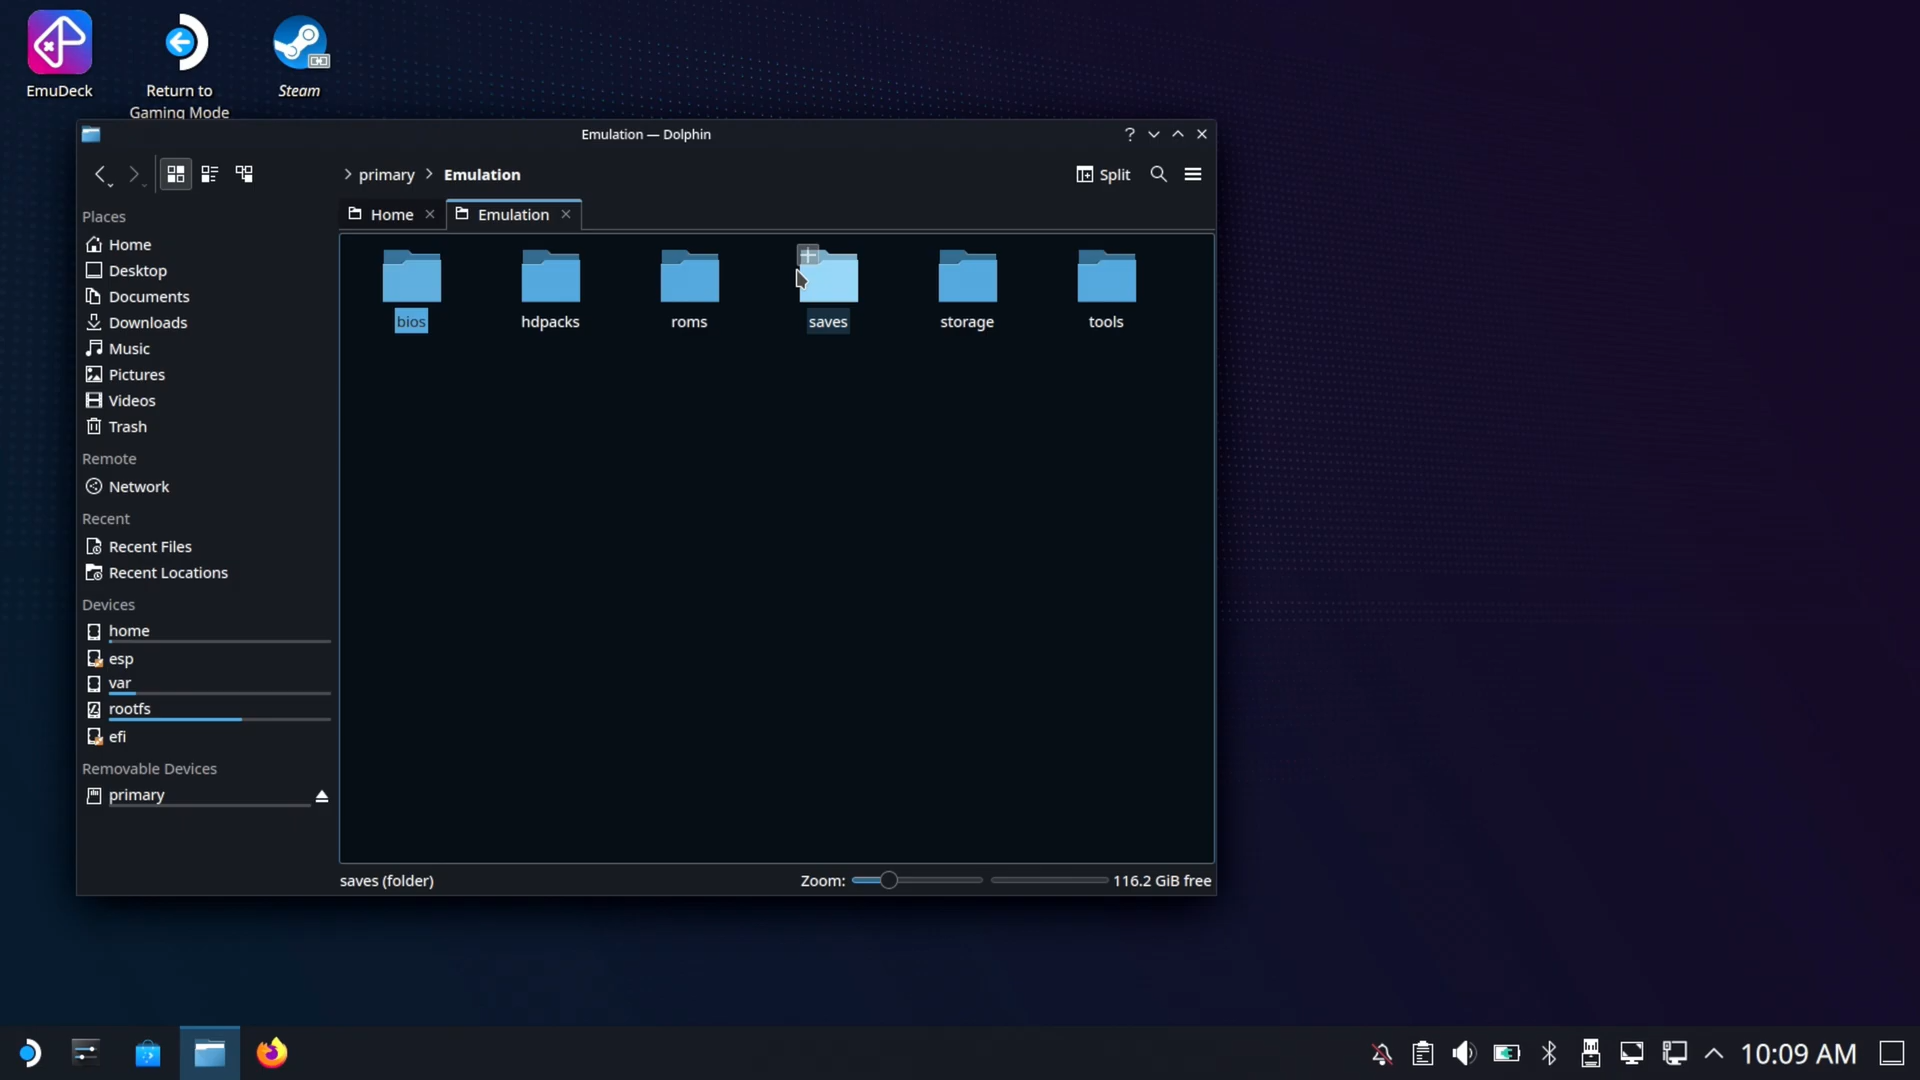 EmuDeck
Return to
Gaming Mode
Steam
Emulation — Dolphin
primary
Emulation
Split
Home
Emulation
Places
Home
Desktop
Documents
Downloads
Music
Pictures
Videos
Trash
Remote
Network
Recent
Recent Files
Recent Locations
Devices
home
esp
var
rootfs
efi
Removable Devices
primary
bios
hdpacks
roms
saves
storage
tools
saves (folder)
Zoom:
116.2 GiB free
10:09 AM